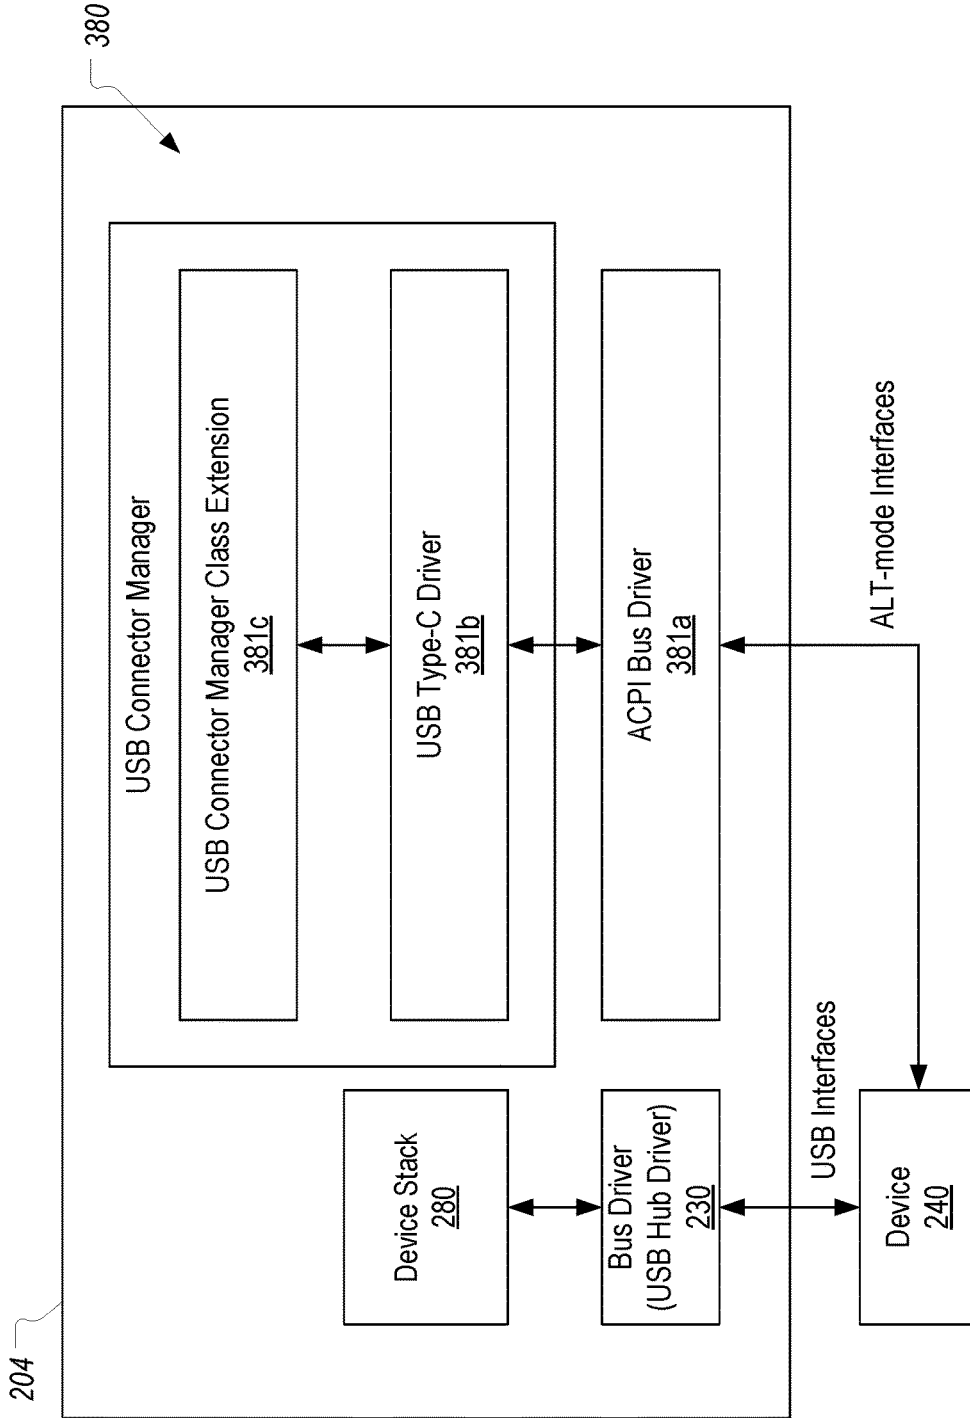 204
380
USB Connector Manager
USB Connector Manager Class Extension
381c
Device Stack
280
USB Type-C Driver
381b
Bus Driver
(USB Hub Driver)
230
ACPI Bus Driver
381a
USB Interfaces
ALT-mode Interfaces
Device
240